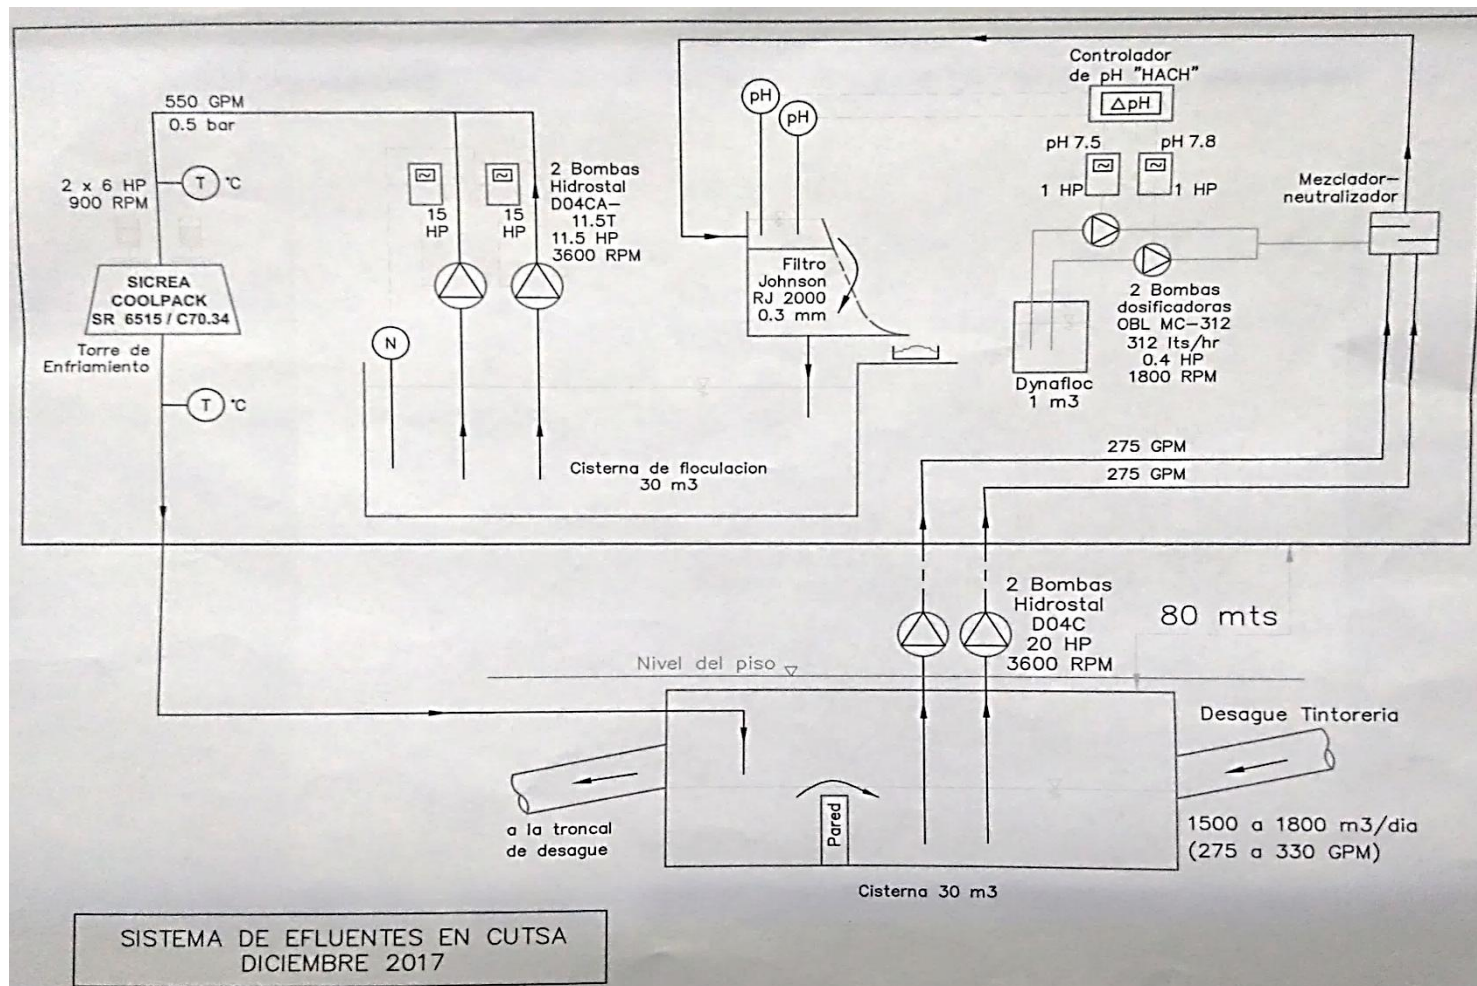 550 GPM
0.5 bar
2 x 6 HP
900 RPM
T
°C
SICREA
COOLPACK
SR 6515 / C70.34
Torre de
Enfriamiento
T
°C
15
HP
15
HP
2 Bombas
Hidrostal
D04CA-
11.5T
11.5 HP
3600 RPM
N
Cisterna de floculacion
30 m3
pH
pH
Filtro
Johnson
RJ 2000
0.3 mm
Controlador
de pH "HACH"
△pH
pH 7.5
pH 7.8
1 HP
1 HP
Mezclador-
neutralizador
2 Bombas
dosificadoras
OBL MC-312
312 lts/hr
0.4 HP
1800 RPM
Dynafloc
1 m3
275 GPM
275 GPM
2 Bombas
Hidrostal
D04C
20 HP
3600 RPM
80 mts
Nivel del piso
Desague Tintoreria
a la troncal
de desague
Pared
1500 a 1800 m3/dia
(275 a 330 GPM)
Cisterna 30 m3
SISTEMA DE EFLUENTES EN CUTSA
DICIEMBRE 2017